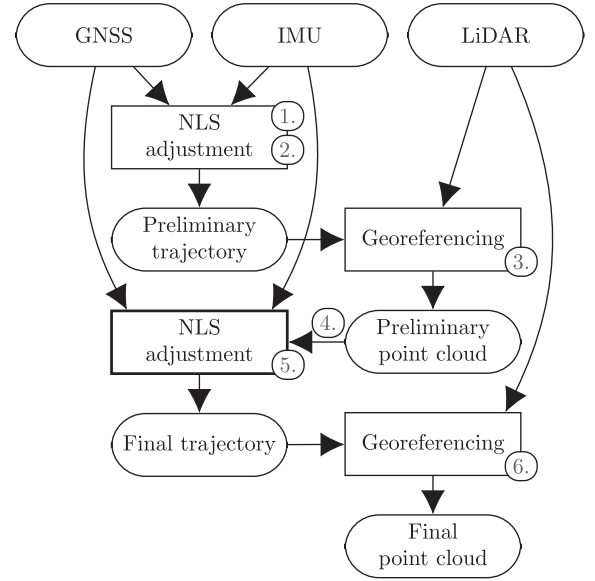 GNSS
IMU
LiDAR
NLS
adjustment
1.
2.
Preliminary
trajectory
Georeferencing
3.
NLS
adjustment
4.
5.
Preliminary
point cloud
Final trajectory
Georeferencing
6.
Final
point cloud